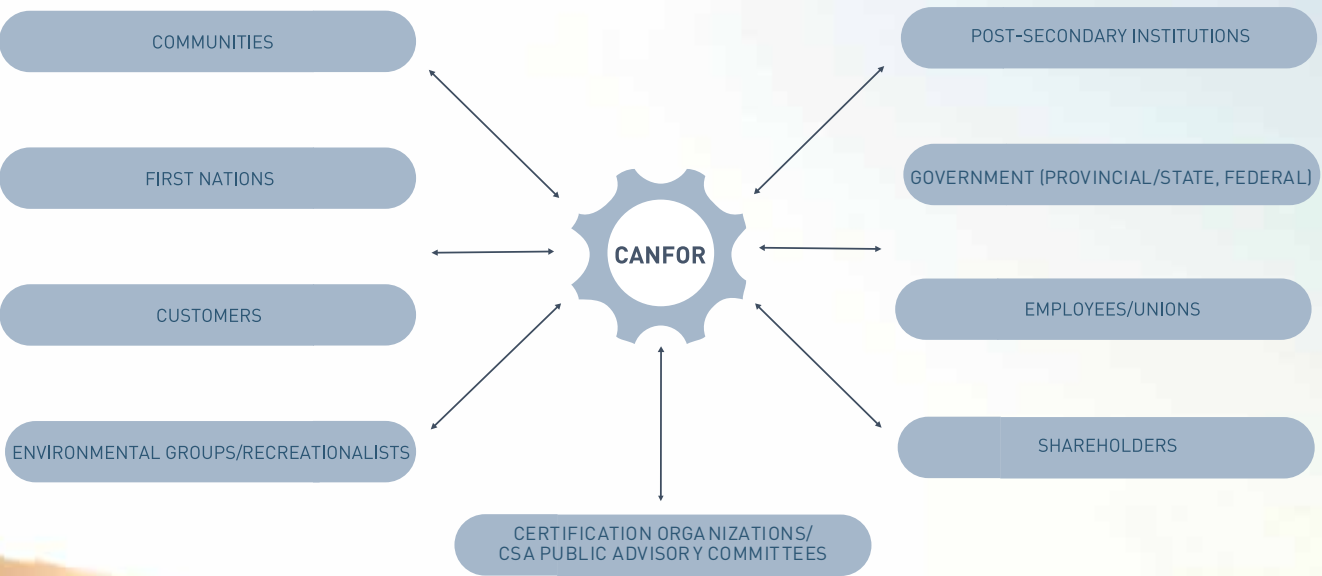 COMMUNITIES
FIRST NATIONS
CUSTOMERS
ENVIRONMENTAL GROUPS/RECREATIONALISTS
CANFOR
POST-SECONDARY INSTITUTIONS
GOVERNMENT (PROVINCIAL/STATE, FEDERAL)
EMPLOYEES/UNIONS
SHAREHOLDERS
CERTIFICATION ORGANIZATIONS/
CSA PUBLIC ADVISORY COMMITTEES